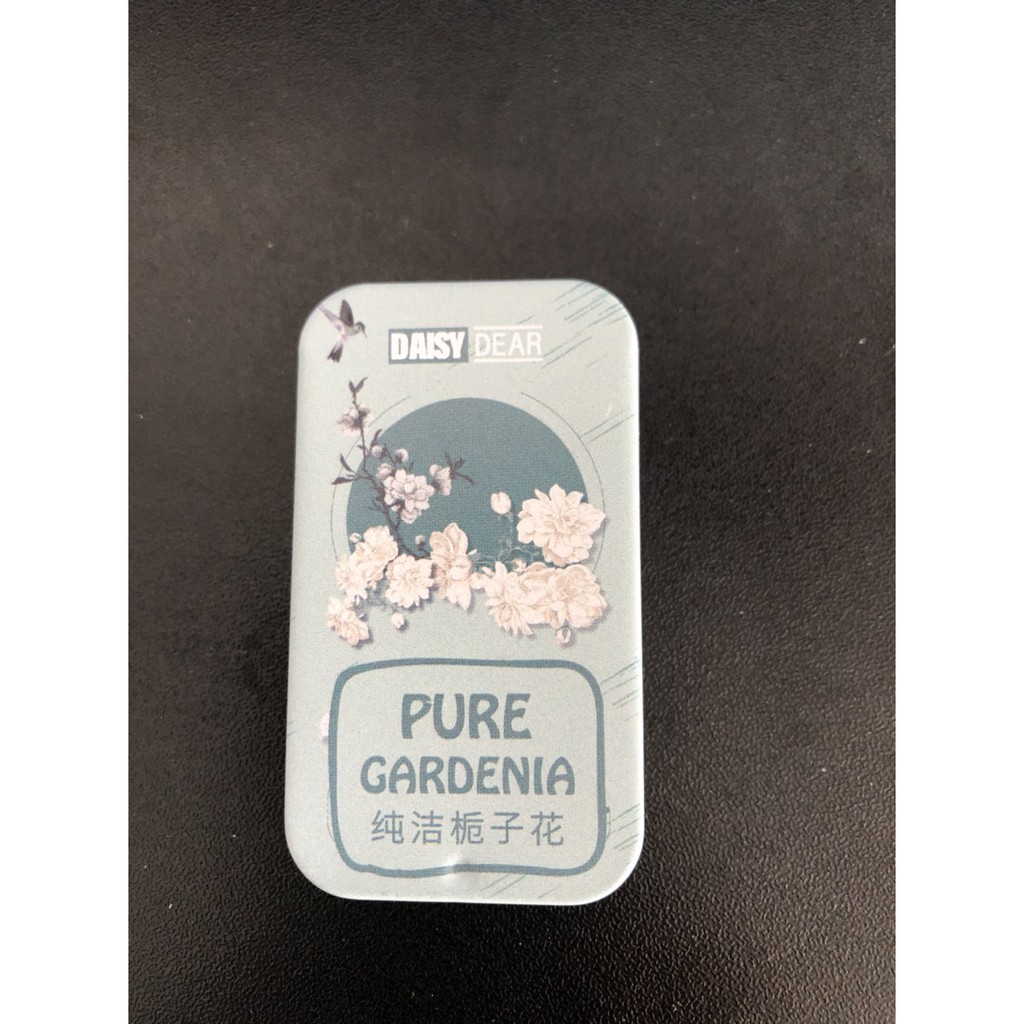 DAISY DEAR
PURE
GARDENIA
纯洁栀子花